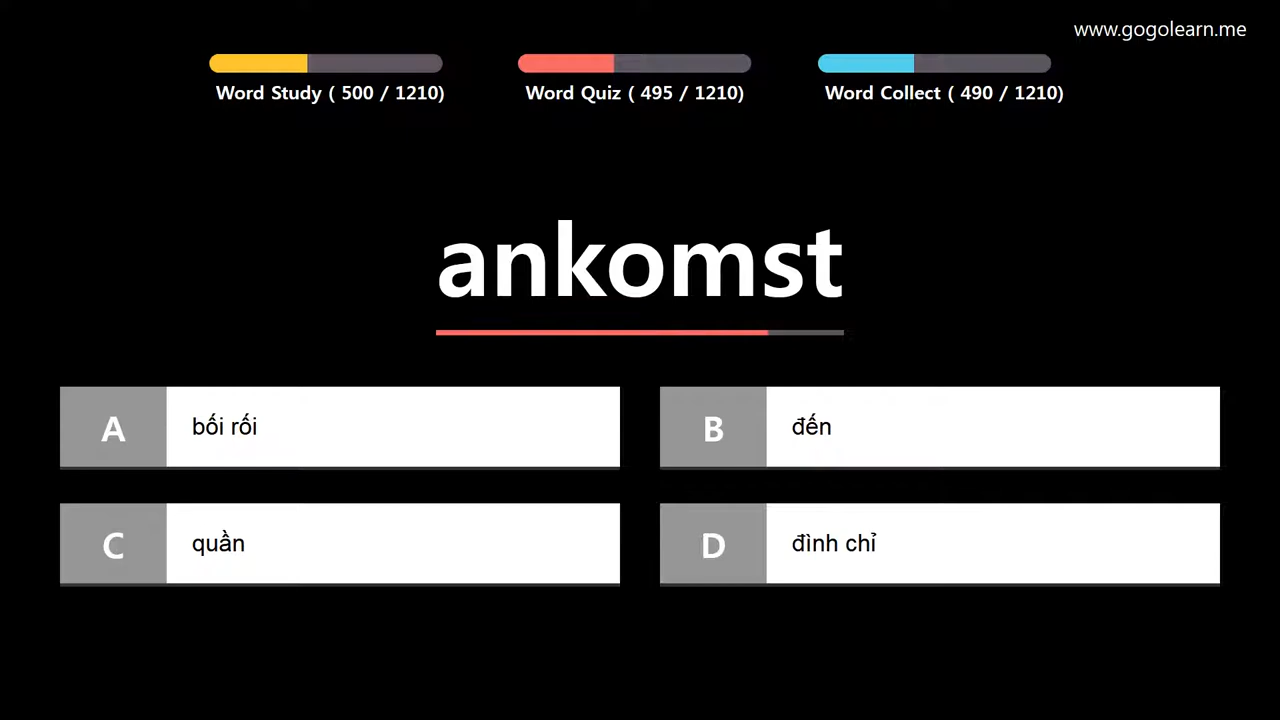 www.gogolearn.me
Word Study ( 500 / 1210)
Word Quiz ( 495 / 1210)
Word Collect ( 490 / 1210)
ankomst
A
bối rối
B
đến
C
quần
D
đình chỉ